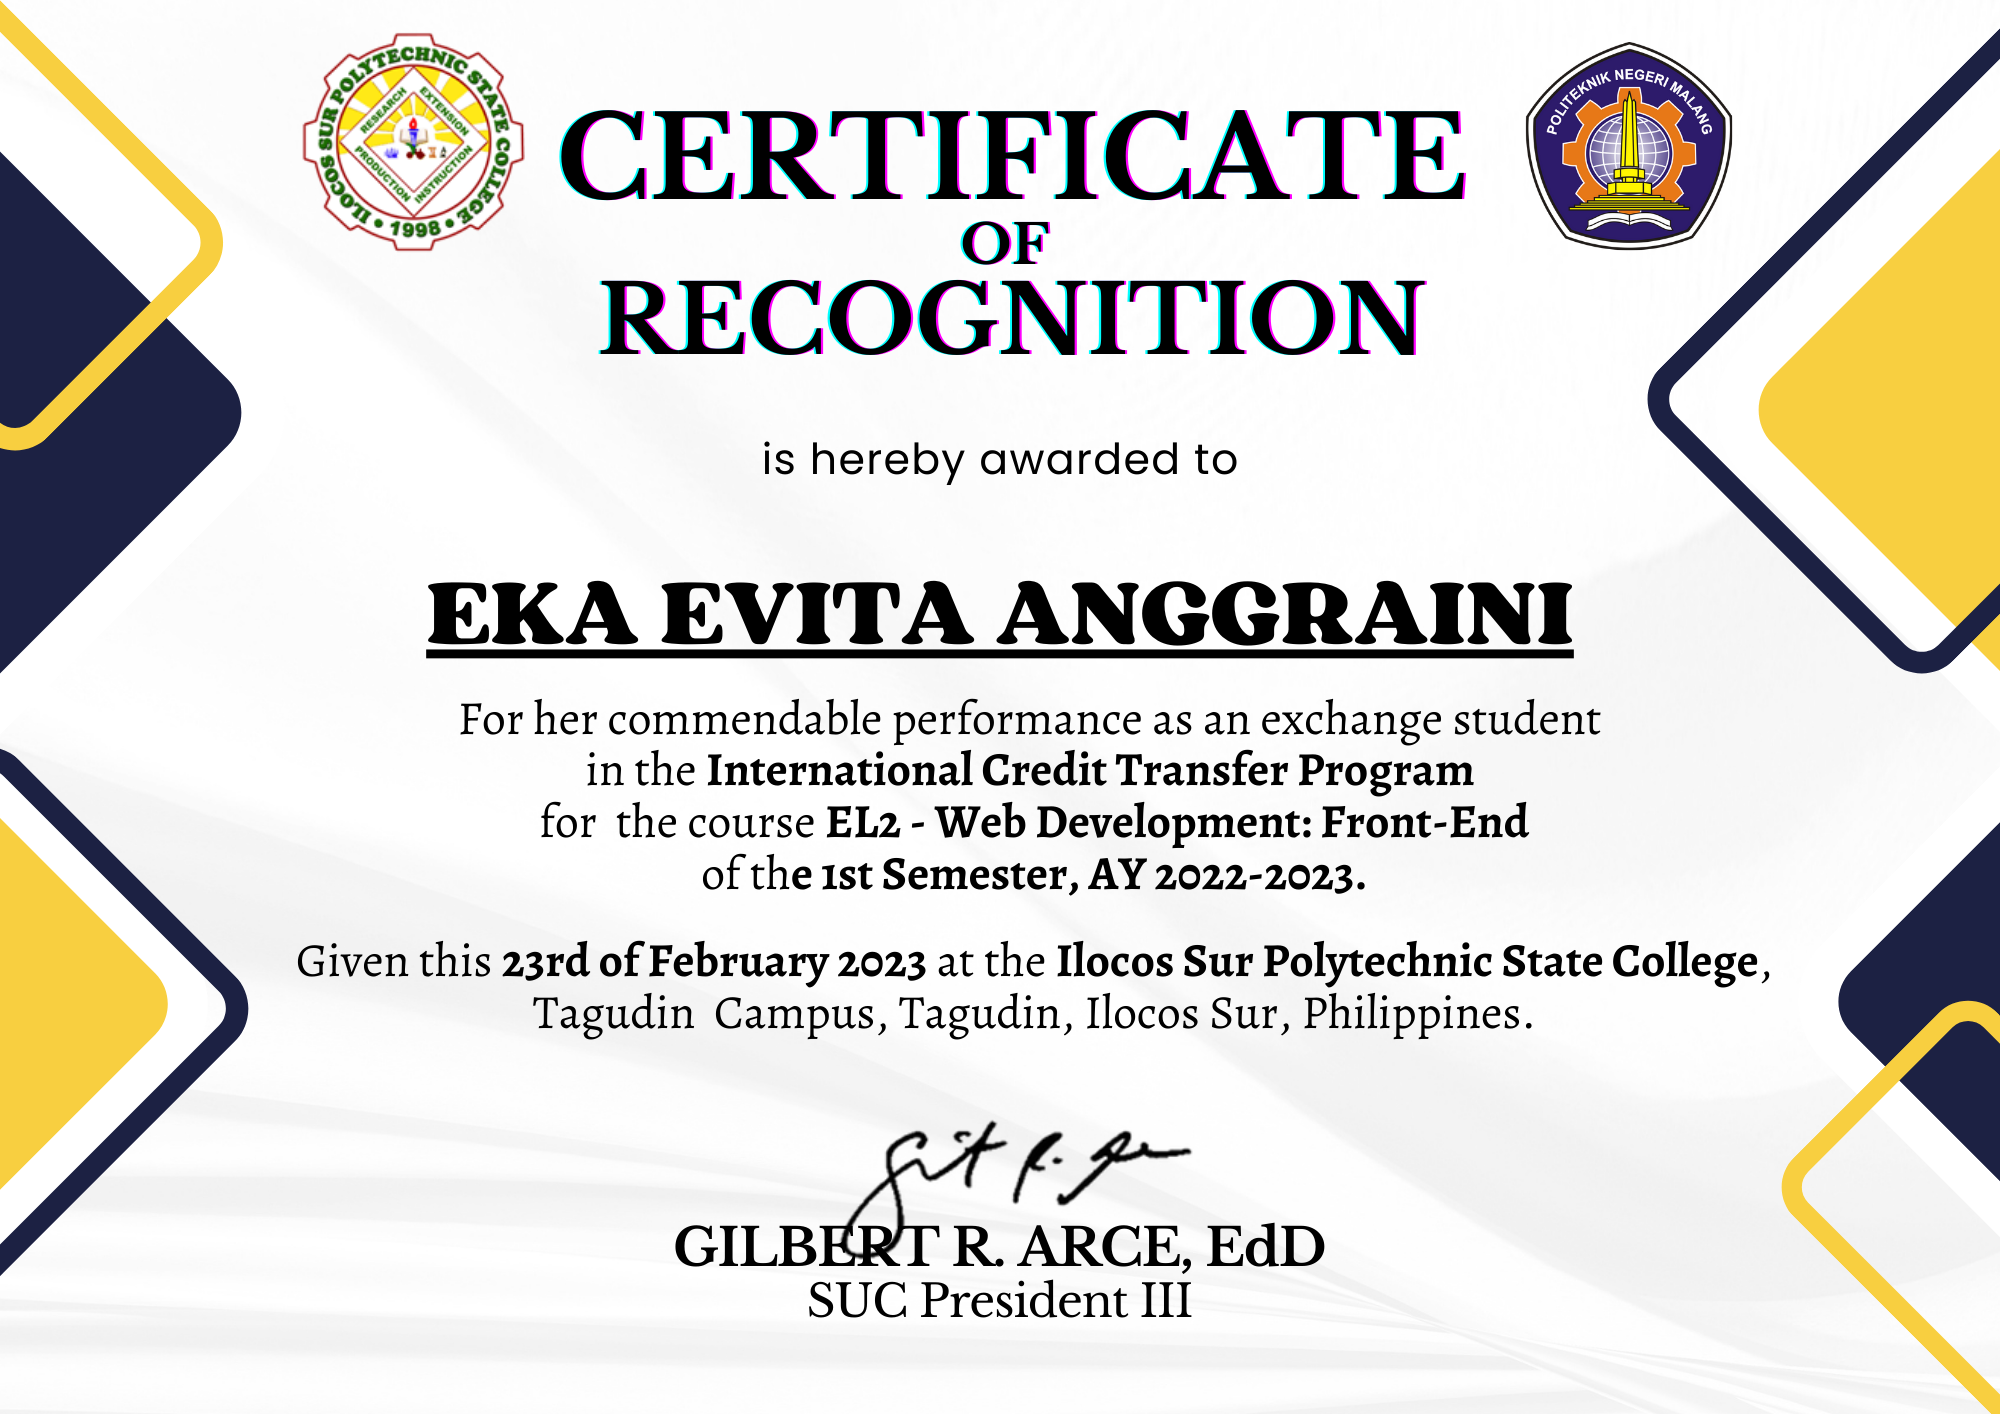 ILOCOS SUR POLYTECHNIC STATE COLLEGE
• 1998 •
RESEARCH
EXTENSION
PRODUCTION
INSTRUCTION
POLITEKNIK NEGERI MALANG
CERTIFICATE
OF
RECOGNITION
is hereby awarded to
EKA EVITA ANGGRAINI
For her commendable performance as an exchange student
in the International Credit Transfer Program
for the course EL2 - Web Development: Front-End
of the 1st Semester, AY 2022-2023.
Given this 23rd of February 2023 at the Ilocos Sur Polytechnic State College,
Tagudin Campus, Tagudin, Ilocos Sur, Philippines.
GILBERT R. ARCE, EdD
SUC President III